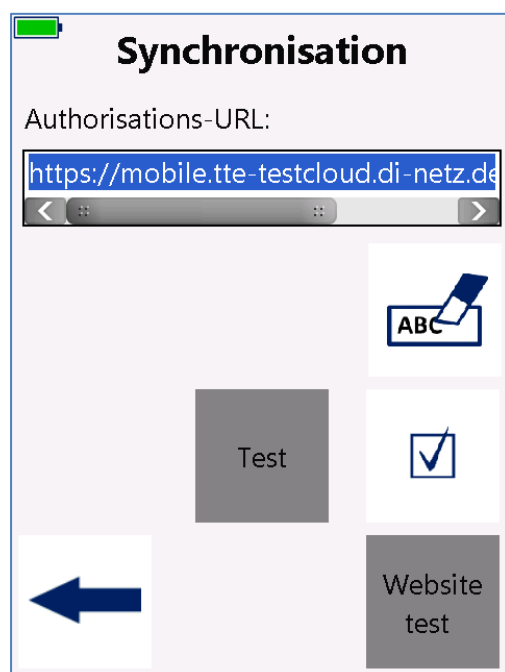 Synchronisation
Authorisations-URL:
https://mobile.tte-testcloud.di-netz.de
ABC
Test
Website
test